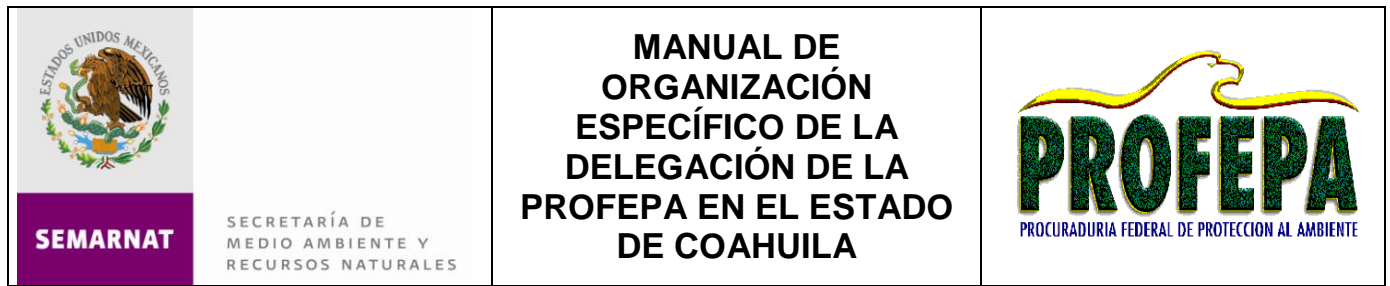 ESTADOS UNIDOS MEXICANOS
SEMARNAT
SECRETARÍA DE
MEDIO AMBIENTE Y
RECURSOS NATURALES
MANUAL DE
ORGANIZACIÓN
ESPECÍFICO DE LA
DELEGACIÓN DE LA
PROFEPA EN EL ESTADO
DE COAHUILA
PROFEPA
PROCURADURIA FEDERAL DE PROTECCION AL AMBIENTE